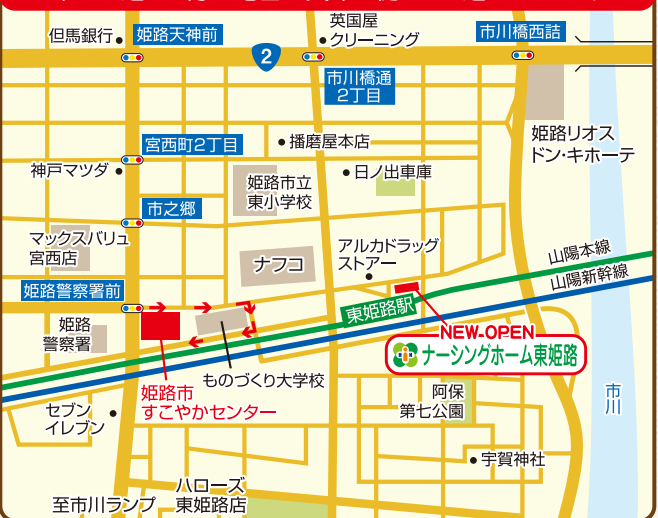 但馬銀行
姫路天神前
英国屋
クリーニング
市川橋西詰
2
市川橋通
2丁目
姫路リオス
ドン・キホーテ
宮西町2丁目
播磨屋本店
神戸マツダ
日ノ出車庫
姫路市立
東小学校
市之郷
マックスバリュ
宮西店
ナフコ
アルカドラッグ
ストアー
山陽本線
山陽新幹線
姫路警察署前
東姫路駅
姫路
警察署
NEW-OPEN
ナーシングホーム東姫路
ものづくり大学校
姫路市
すこやかセンター
阿保
第七公園
市川
セブン
イレブン
宇賀神社
ハローズ
東姫路店
至市川ランプ